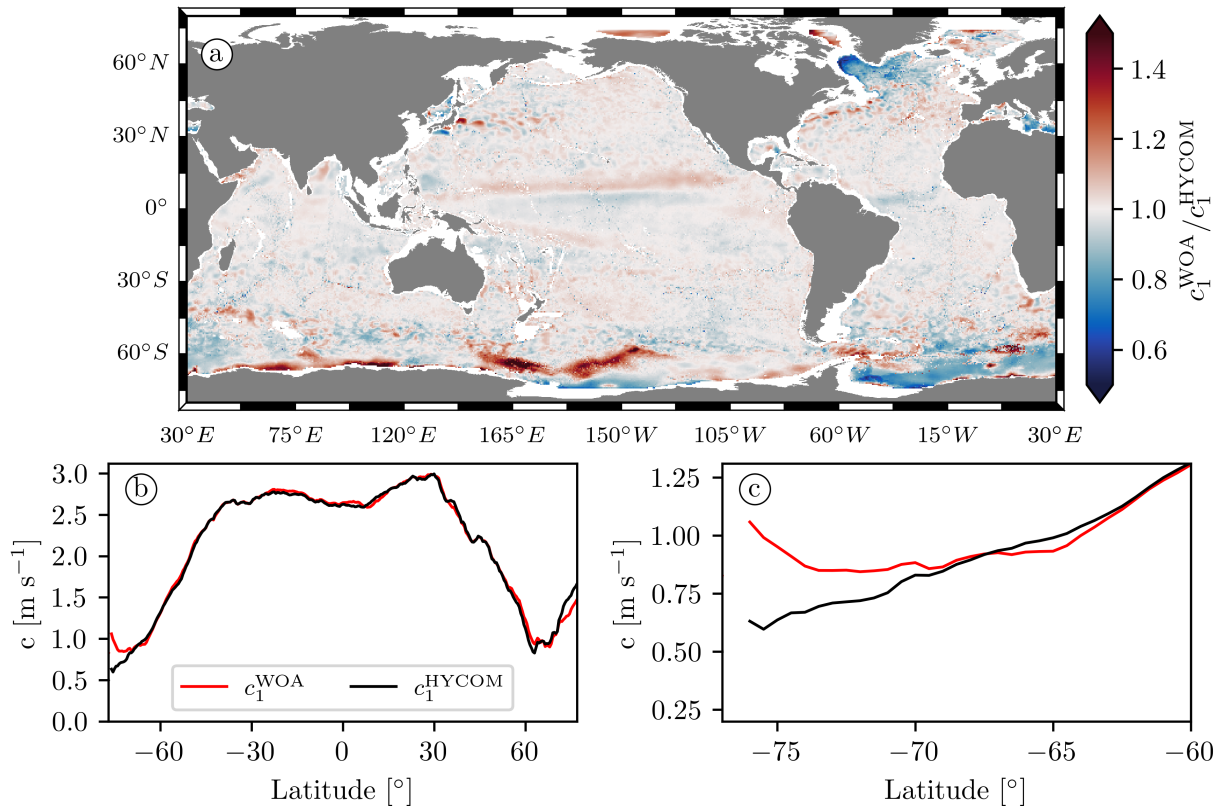 a
60°N
30°N
0°
30°S
60°S
30°E 75°E 120°E 165°E 150°W 105°W 60°W 15°W 30°E
1.4
1.2
1.0
0.8
0.6
c₁^WOA/c₁^HYCOM
b
3.0
2.5
2.0
1.5
1.0
0.5
0.0
c [m s⁻¹]
c₁^WOA c₁^HYCOM
−60 −30 0 30 60
Latitude [°]
c
1.25
1.00
0.75
0.50
0.25
c [m s⁻¹]
−75 −70 −65 −60
Latitude [°]